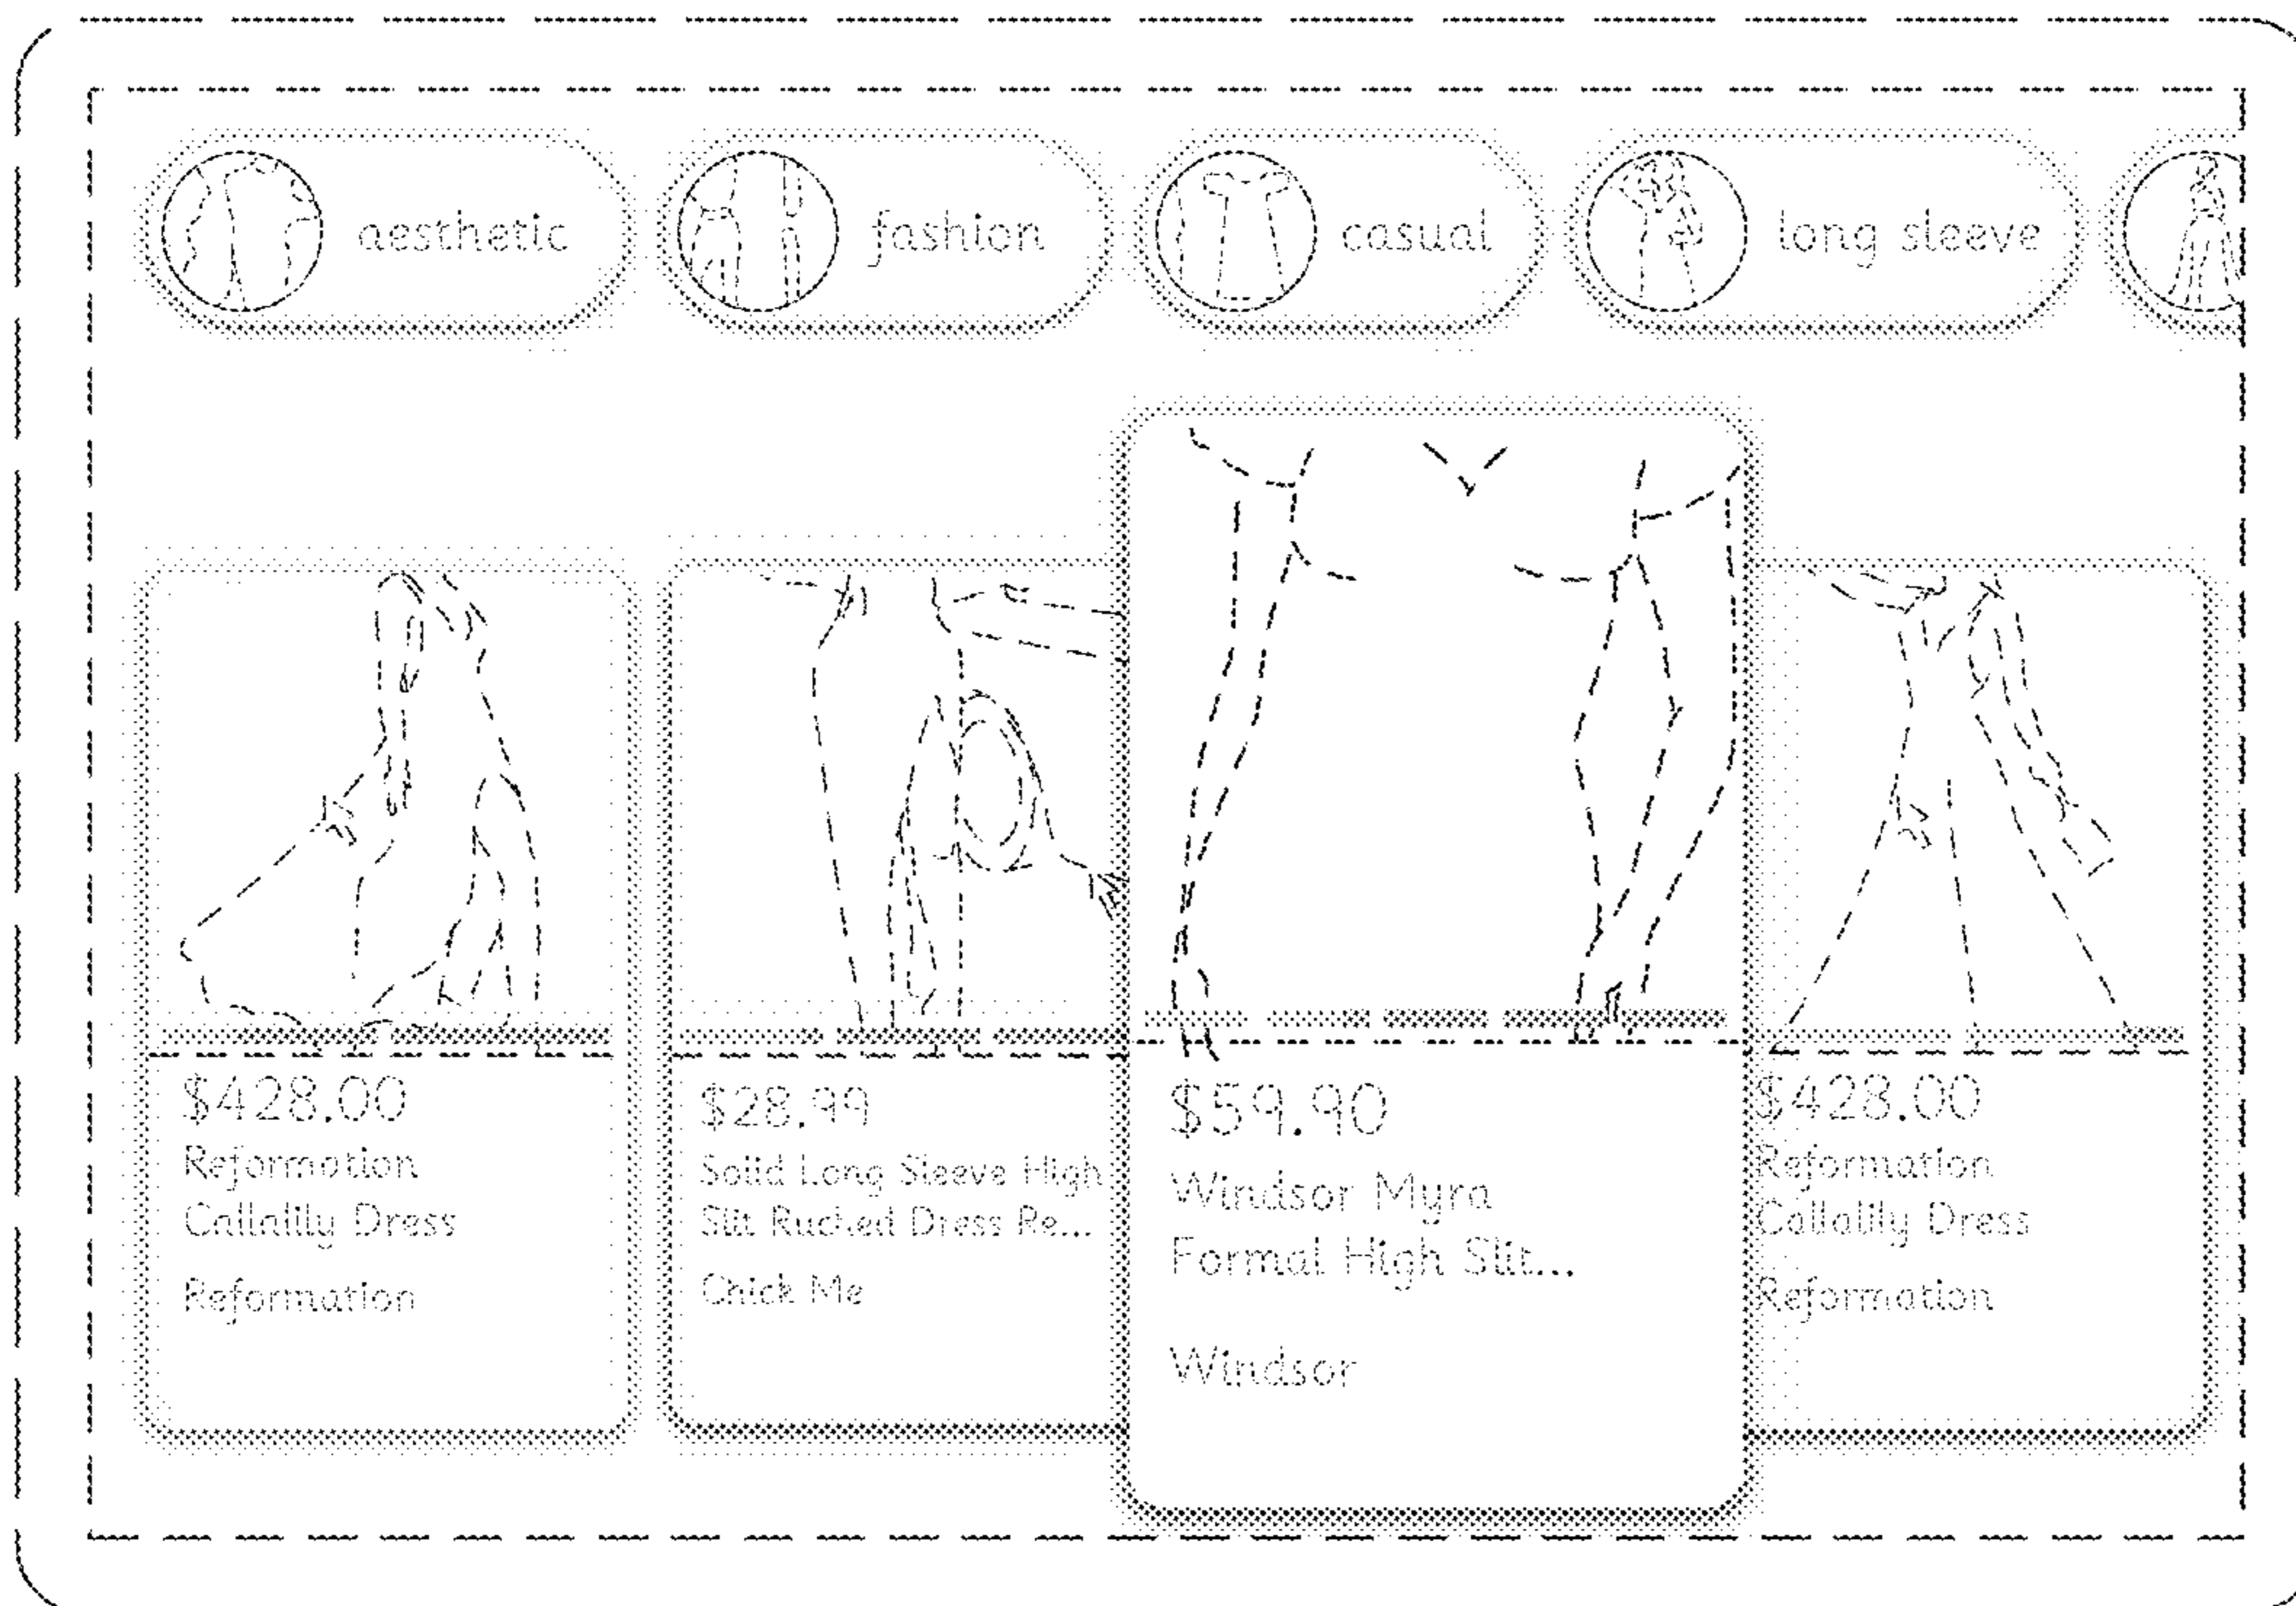 aesthetic
fashion
casual
long sleeve
$428.00
Reformation
Callalily Dress
Reformation
$28.99
Solid Long Sleeve High
Slit Ruched Dress Re...
Chick Me
$59.90
Windsor Myra
Formal High Slit...
Windsor
$428.00
Reformation
Callalily Dress
Reformation